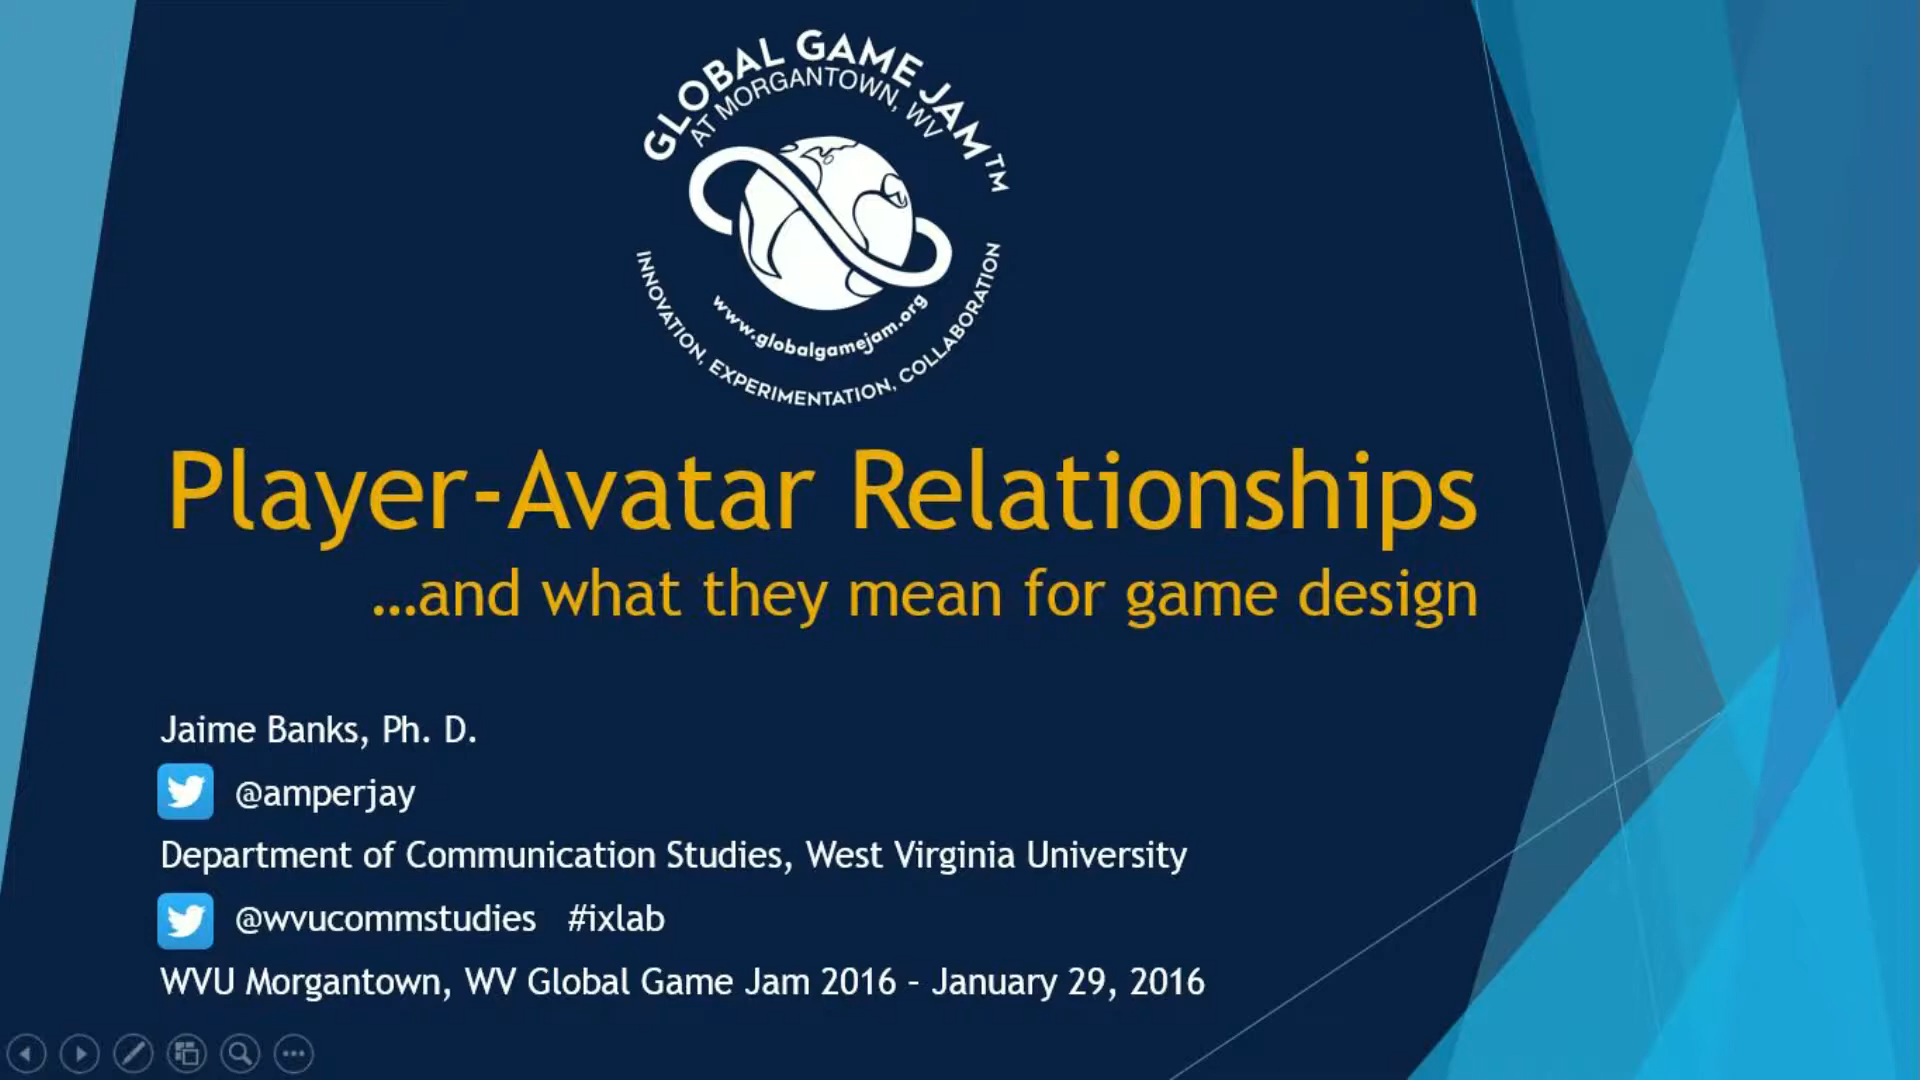 GLOBAL GAME JAM™
AT MORGANTOWN, WV
www.globalgamejam.org
INNOVATION, EXPERIMENTATION, COLLABORATION
Player-Avatar Relationships
…and what they mean for game design
Jaime Banks, Ph. D.
@amperjay
Department of Communication Studies, West Virginia University
@wvucommstudies #ixlab
WVU Morgantown, WV Global Game Jam 2016 – January 29, 2016